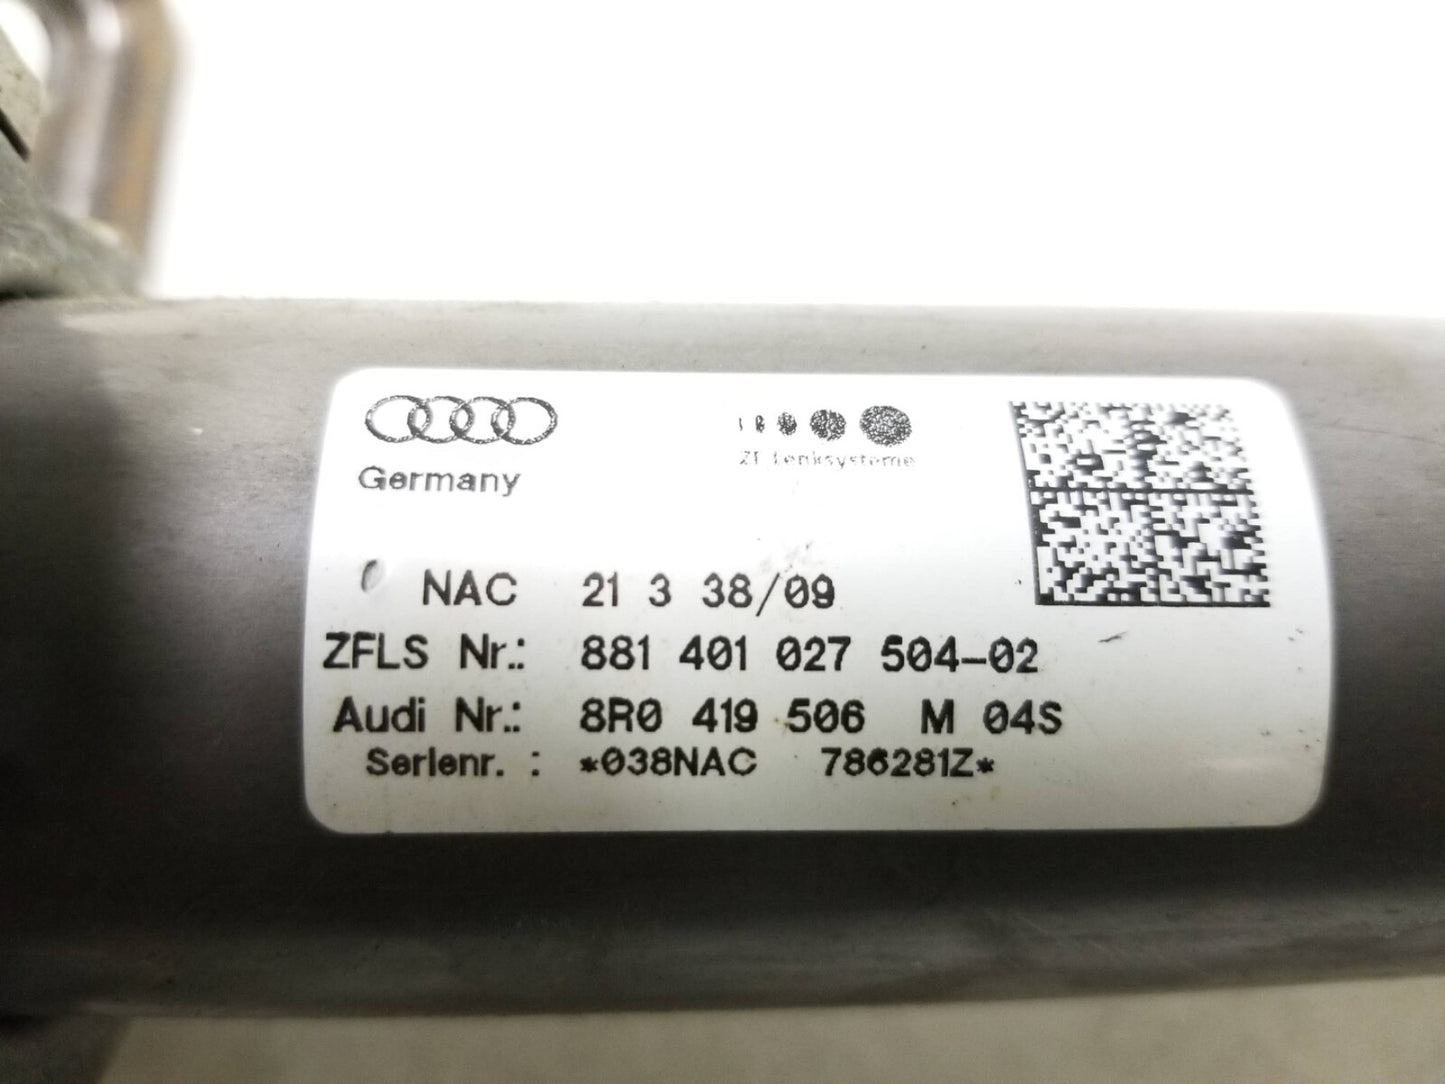 Germany
ZF Lenksysteme
NAC 21 3 38/09
ZFLS Nr.: 881 401 027 504-02
Audi Nr.: 8R0 419 506 M 04S
Serienr. : *038NAC 786281Z*